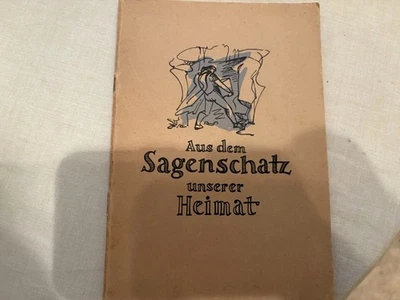 Aus dem
Sagenschatz
unserer
Heimat